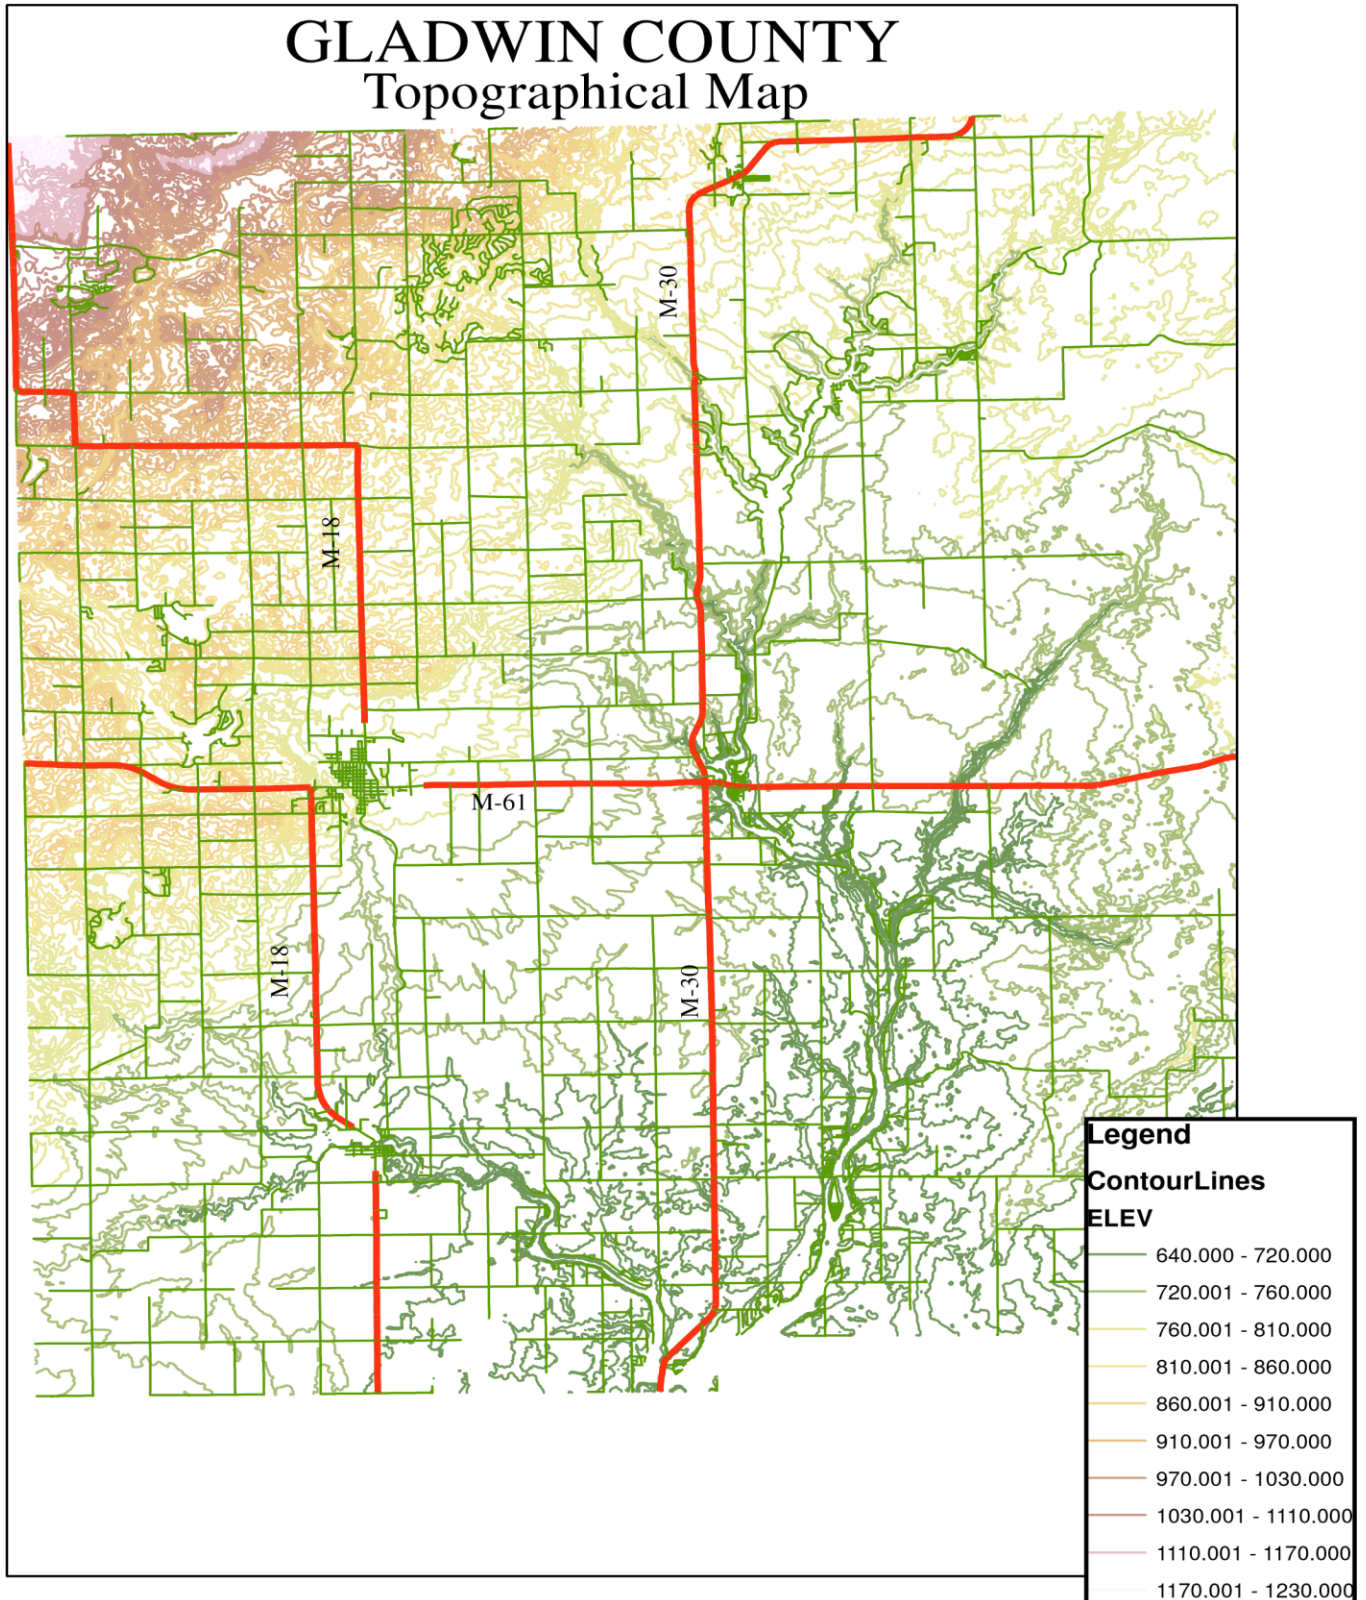 GLADWIN COUNTY
Topographical Map
M-30
M-18
M-61
M-18
M-30
Legend
ContourLines
ELEV
640.000 - 720.000
720.001 - 760.000
760.001 - 810.000
810.001 - 860.000
860.001 - 910.000
910.001 - 970.000
970.001 - 1030.000
1030.001 - 1110.000
1110.001 - 1170.000
1170.001 - 1230.000